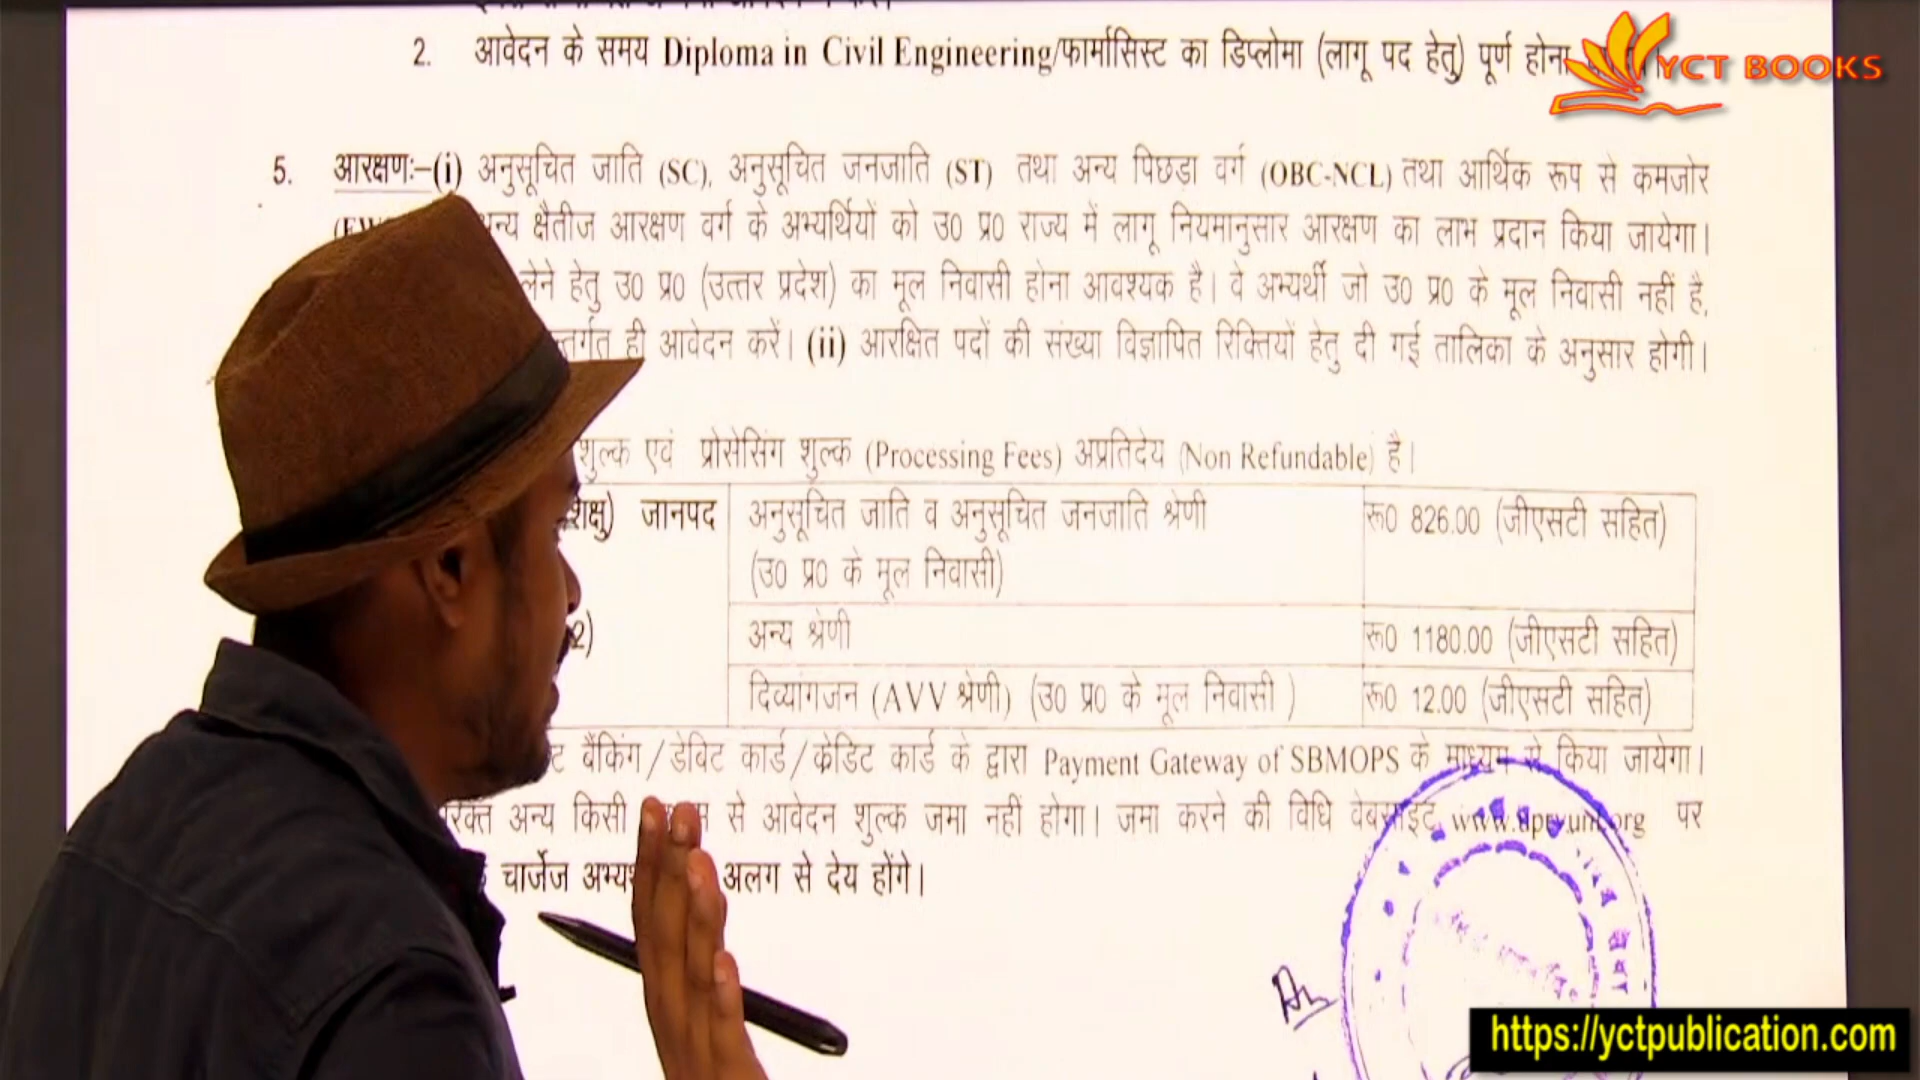 2. आवेदन के समय Diploma in Civil Engineering/फार्मासिस्ट का डिप्लोमा (लागू पद हेतु) पूर्ण होना
YCT BOOKS
5. आरक्षणः–(i) अनुसूचित जाति (SC), अनुसूचित जनजाति (ST) तथा अन्य पिछड़ा वर्ग (OBC-NCL) तथा आर्थिक रूप से कमजोर
क्षैतीज आरक्षण वर्ग के अभ्यर्थियों को उ0 प्र0 राज्य में लागू नियमानुसार आरक्षण का लाभ प्रदान किया जायेगा।
लेने हेतु उ0 प्र0 (उत्तर प्रदेश) का मूल निवासी होना आवश्यक है। वे अभ्यर्थी जो उ0 प्र0 के मूल निवासी नहीं है,
ही आवेदन करें। (ii) आरक्षित पदों की संख्या विज्ञापित रिक्तियों हेतु दी गई तालिका के अनुसार होगी।
शुल्क एवं प्रोसेसिंग शुल्क (Processing Fees) अप्रतिदेय (Non Refundable) है।
जानपद अनुसूचित जाति व अनुसूचित जनजाति श्रेणी रू0 826.00 (जीएसटी सहित)
(उ0 प्र0 के मूल निवासी)
2) अन्य श्रेणी रू0 1180.00 (जीएसटी सहित)
दिव्यांगजन (AVV श्रेणी) (उ0 प्र0 के मूल निवासी ) रू0 12.00 (जीएसटी सहित)
बैंकिंग/डेबिट कार्ड/क्रेडिट कार्ड के द्वारा Payment Gateway of SBMOPS के माध्यम से किया जायेगा।
अन्य किसी से आवेदन शुल्क जमा नहीं होगा। जमा करने की विधि वेबसाइट पर
चार्जेज अलग से देय होंगे।
https://yctpublication.com